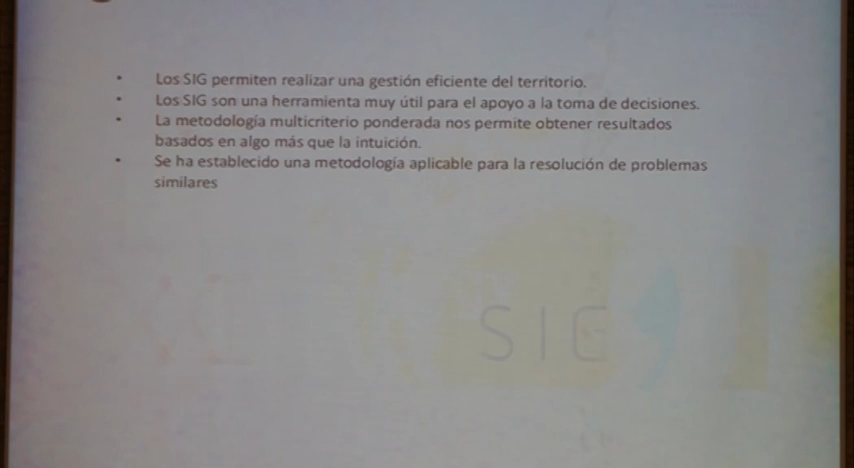 • Los SIG permiten realizar una gestión eficiente del territorio.
• Los SIG son una herramienta muy útil para el apoyo a la toma de decisiones.
• La metodología multicriterio ponderada nos permite obtener resultados
basados en algo más que la intuición.
• Se ha establecido una metodología aplicable para la resolución de problemas
similares
SIG